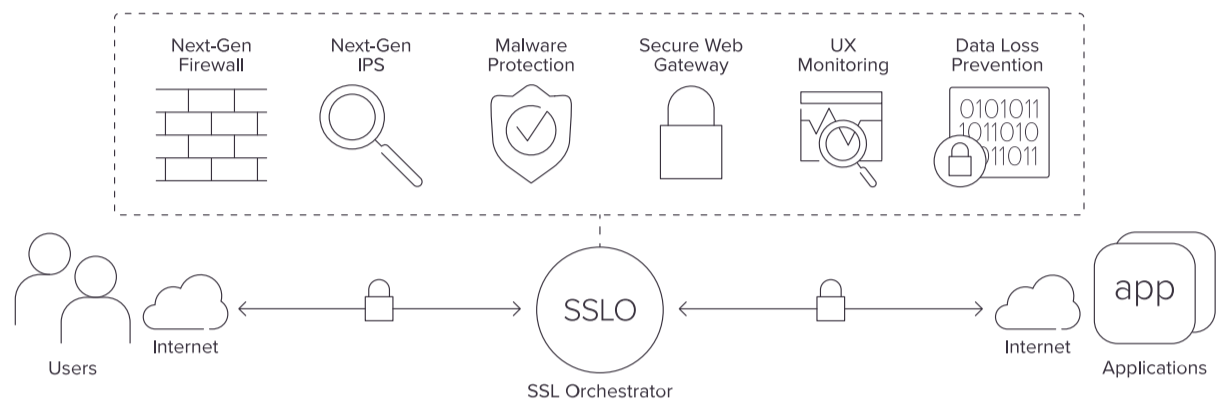 Next-Gen
Firewall
Next-Gen
IPS
Malware
Protection
Secure Web
Gateway
UX
Monitoring
Data Loss
Prevention
0101011
1011010
011011
SSLO
app
Internet
Internet
Users
Applications
SSL Orchestrator